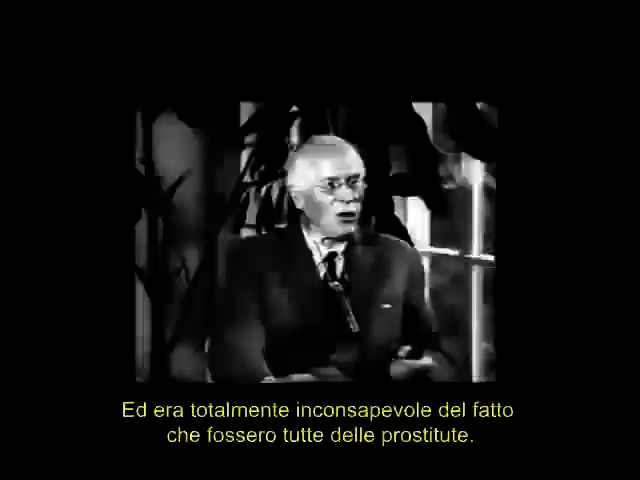 Ed era totalmente inconsapevole del fatto
che fossero tutte delle prostitute.